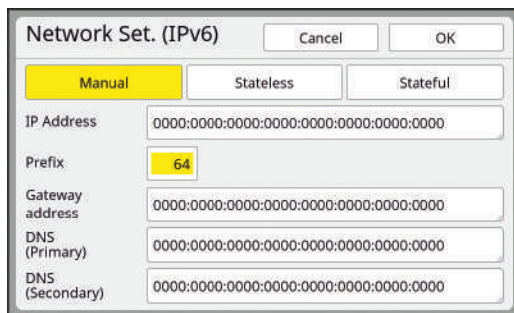 Network Set. (IPv6) Cancel OK
Manual Stateless Stateful
IP Address 0000:0000:0000:0000:0000:0000:0000:0000
Prefix 64
Gateway
address 0000:0000:0000:0000:0000:0000:0000:0000
DNS
(Primary) 0000:0000:0000:0000:0000:0000:0000:0000
DNS
(Secondary) 0000:0000:0000:0000:0000:0000:0000:0000